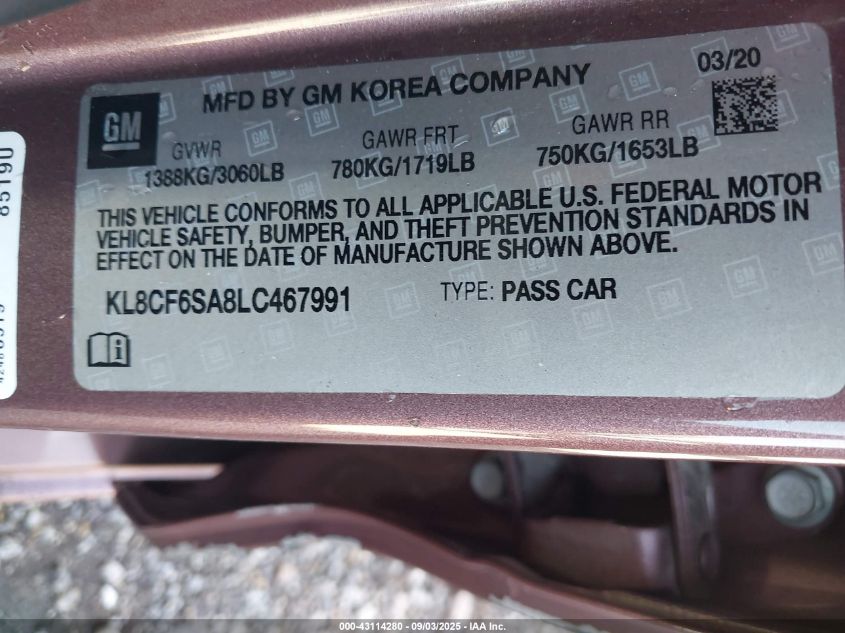 MFD BY GM KOREA COMPANY
03/20
GM
GVWR
1388KG/3060LB
GAWR FRT
780KG/1719LB
GAWR RR
750KG/1653LB
THIS VEHICLE CONFORMS TO ALL APPLICABLE U.S. FEDERAL MOTOR
VEHICLE SAFETY, BUMPER, AND THEFT PREVENTION STANDARDS IN
EFFECT ON THE DATE OF MANUFACTURE SHOWN ABOVE.
KL8CF6SA8LC467991
TYPE: PASS CAR
000-43114280 - 09/03/2025 - IAA Inc.